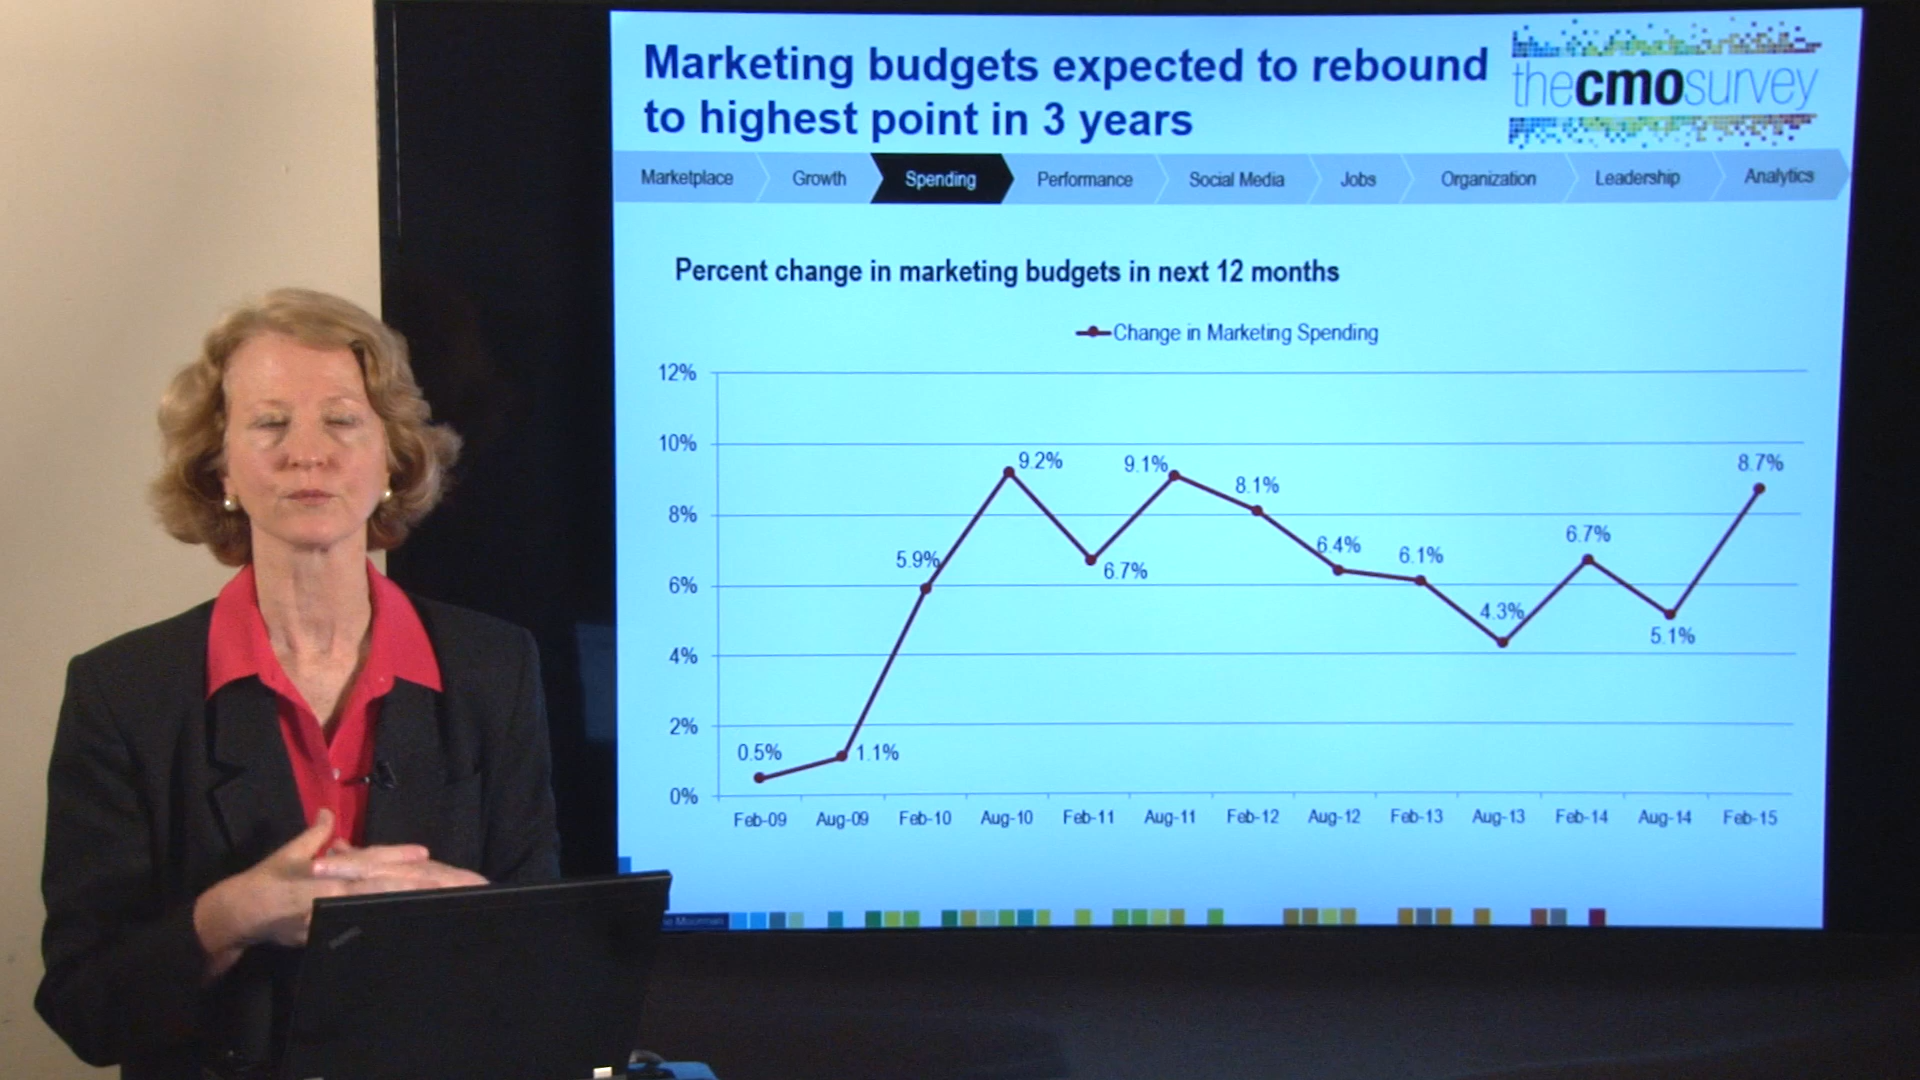 Marketing budgets expected to rebound
to highest point in 3 years
thecmosurvey
Marketplace Growth Spending Performance Social Media Jobs Organization Leadership Analytics
Percent change in marketing budgets in next 12 months
Change in Marketing Spending
12%
10%
8%
6%
4%
2%
0%
0.5%
1.1%
5.9%
9.2%
6.7%
9.1%
8.1%
6.4%
6.1%
4.3%
6.7%
5.1%
8.7%
Feb-09 Aug-09 Feb-10 Aug-10 Feb-11 Aug-11 Feb-12 Aug-12 Feb-13 Aug-13 Feb-14 Aug-14 Feb-15